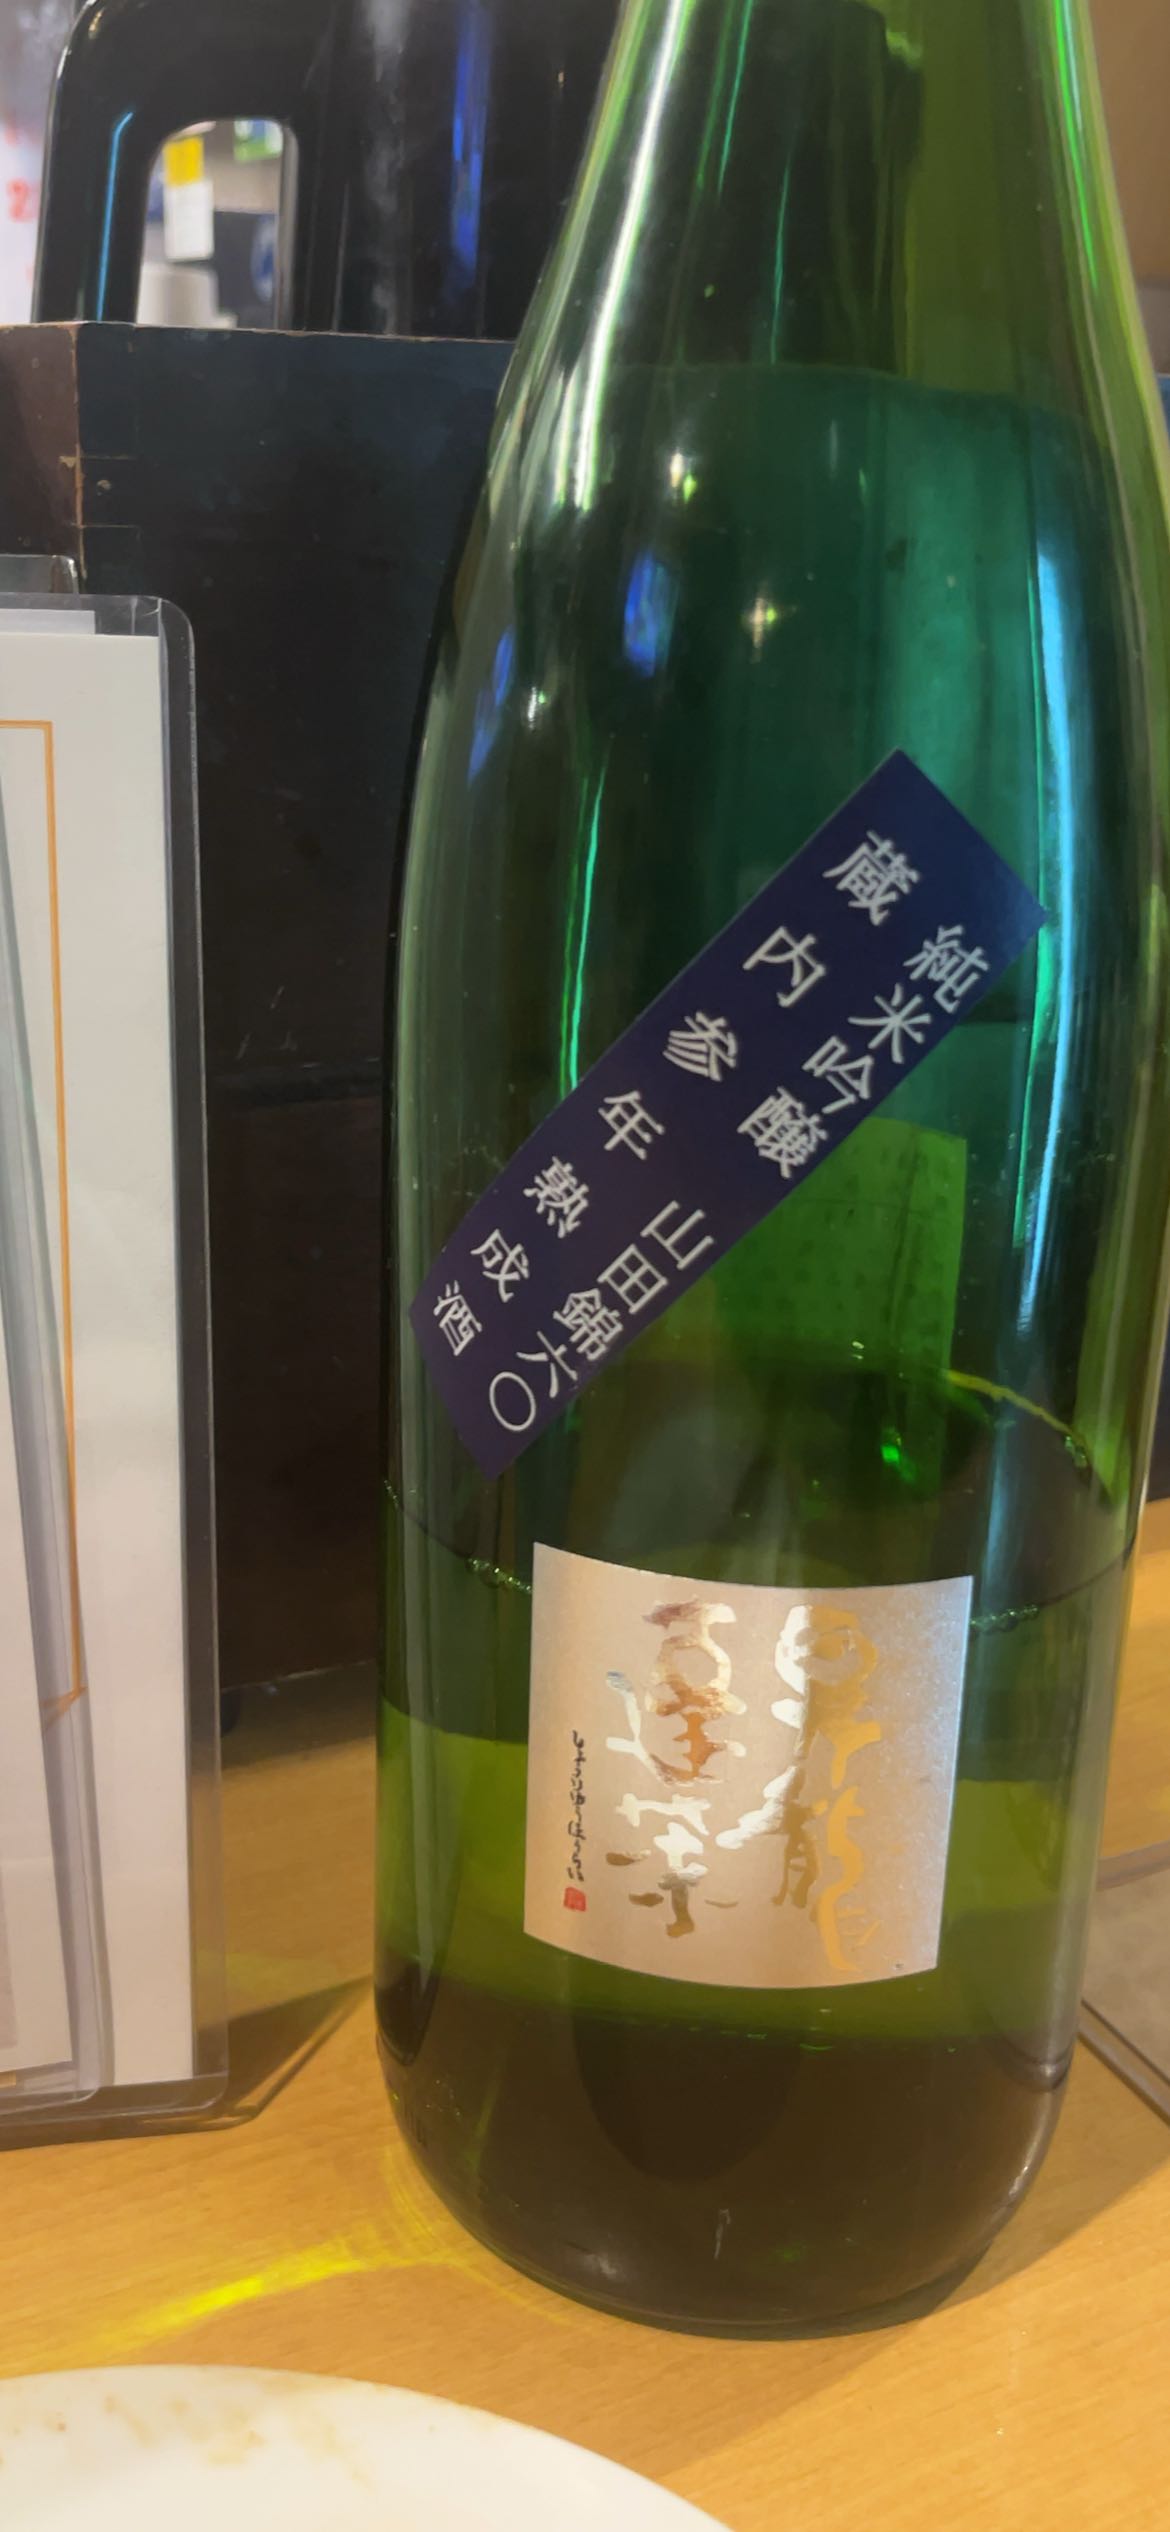 純米吟醸 山田錦六〇
蔵内参年熟成酒
昇龍
蓬莱